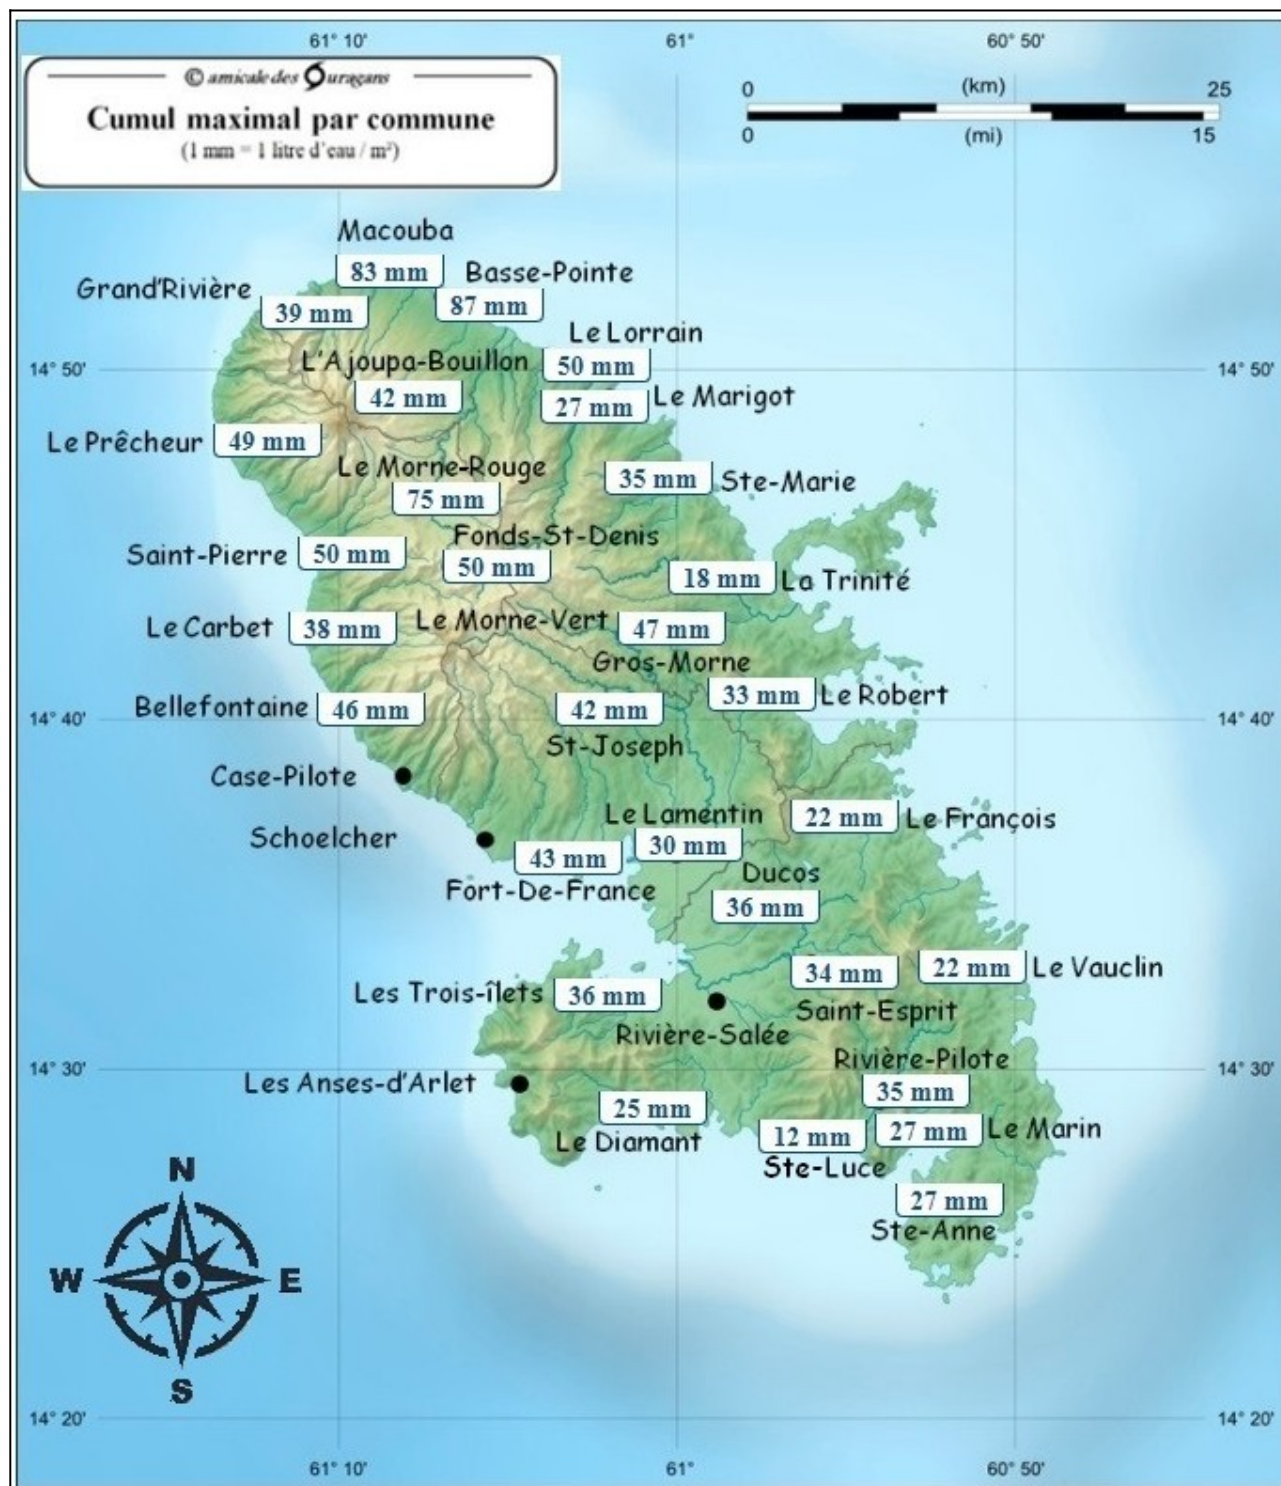 61° 10'
61°
60° 50'
© amicale des Ouragans
Cumul maximal par commune
(1 mm = 1 litre d'eau / m²)
0
(km)
25
0
(mi)
15
Macouba
83 mm
Basse-Pointe
87 mm
Grand'Rivière
39 mm
Le Lorrain
50 mm
L'Ajoupa-Bouillon
42 mm
14° 50'
14° 50'
27 mm
Le Marigot
Le Prêcheur
49 mm
Le Morne-Rouge
75 mm
35 mm
Ste-Marie
Fonds-St-Denis
50 mm
Saint-Pierre
50 mm
18 mm
La Trinité
Le Carbet
38 mm
Le Morne-Vert
47 mm
Gros-Morne
33 mm
Le Robert
Bellefontaine
46 mm
42 mm
St-Joseph
14° 40'
14° 40'
Case-Pilote
Schoelcher
Le Lamentin
30 mm
22 mm
Le François
43 mm
Fort-De-France
Ducos
36 mm
Les Trois-îlets
36 mm
34 mm
Saint-Esprit
22 mm
Le Vauclin
Rivière-Salée
Rivière-Pilote
35 mm
14° 30'
14° 30'
Les Anses-d'Arlet
25 mm
Le Diamant
12 mm
Ste-Luce
27 mm
Le Marin
27 mm
Ste-Anne
N
W
E
S
14° 20'
14° 20'
61° 10'
61°
60° 50'